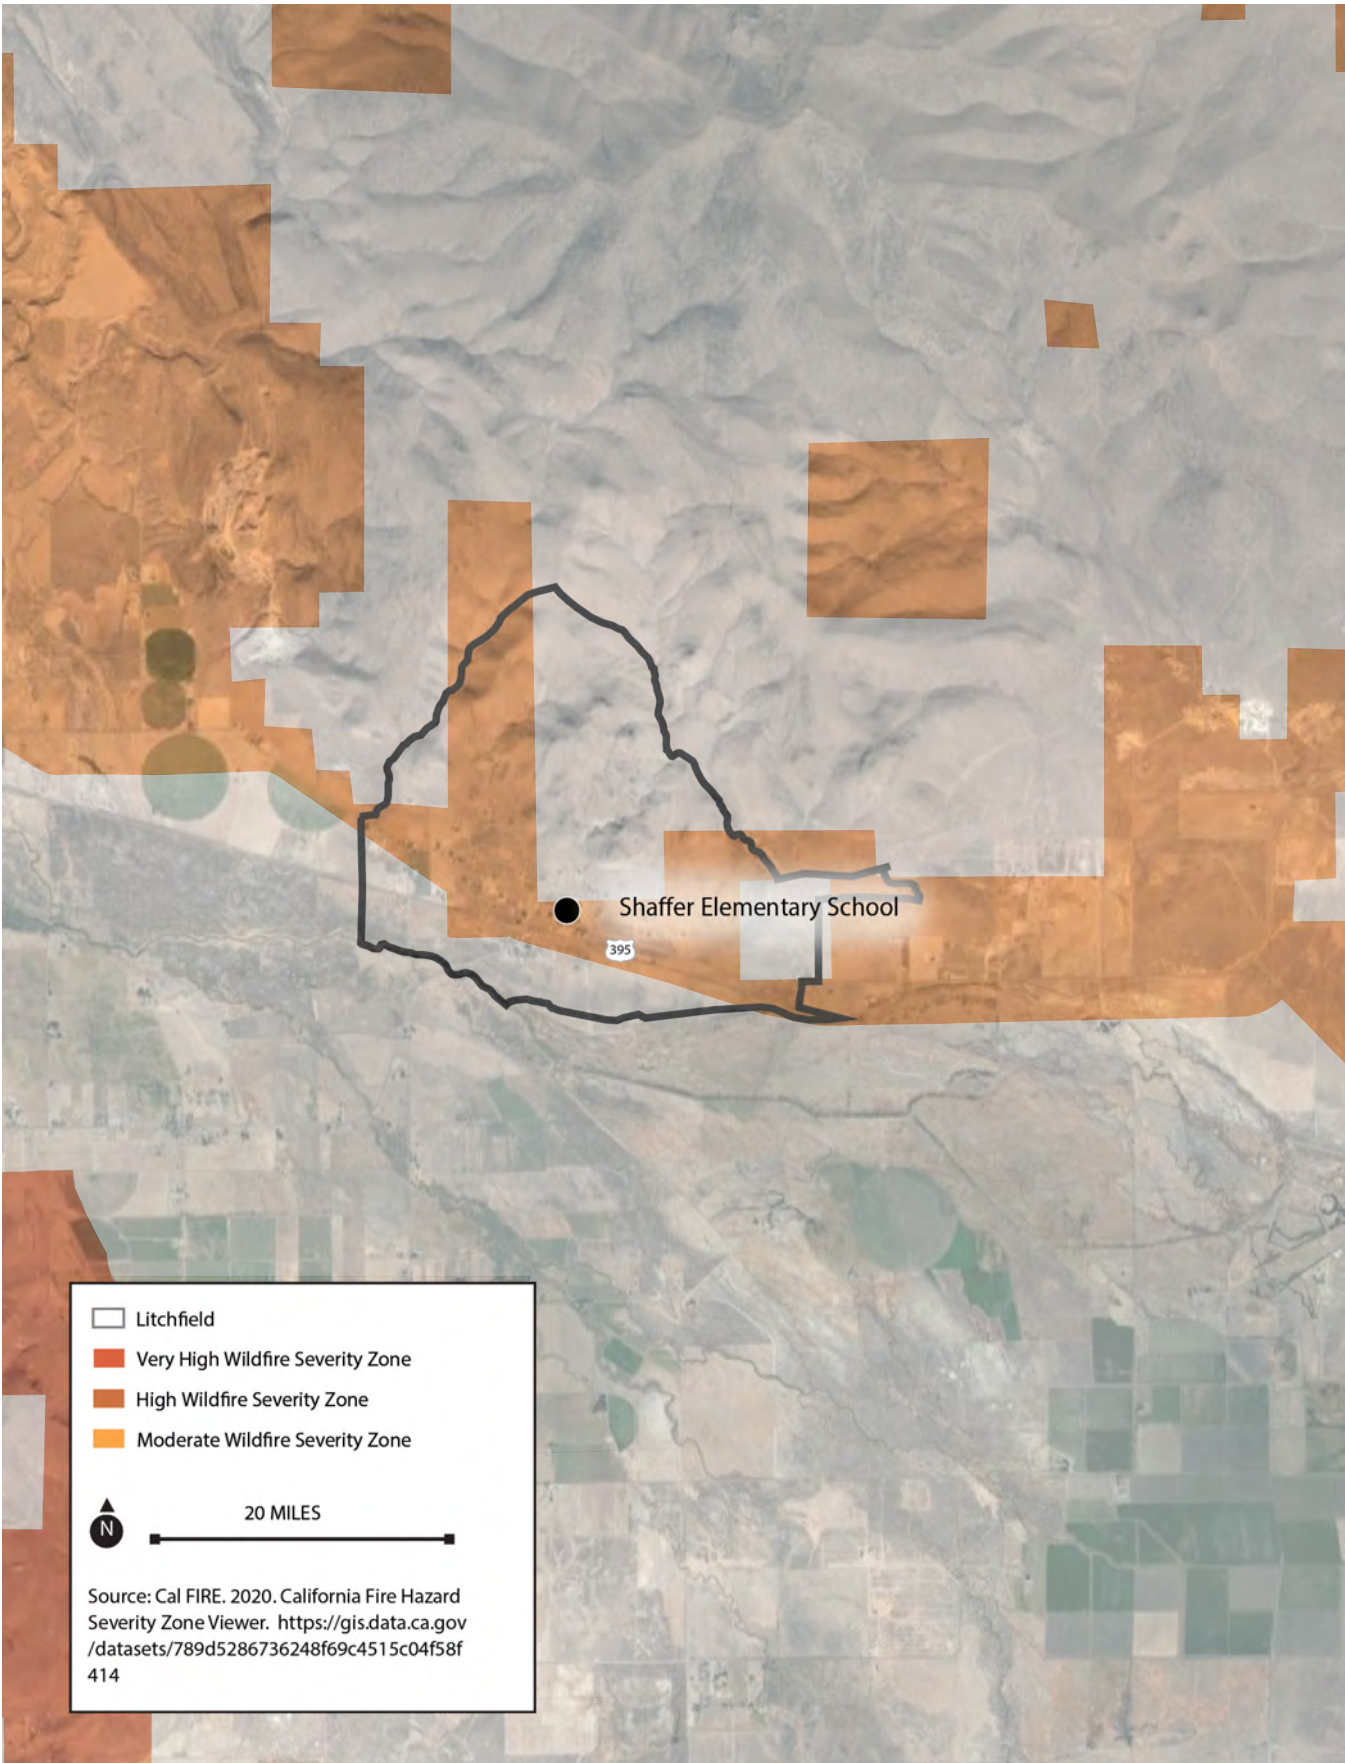 Shaffer Elementary School
395
Litchfield
Very High Wildfire Severity Zone
High Wildfire Severity Zone
Moderate Wildfire Severity Zone
N
20 MILES
Source: Cal FIRE. 2020. California Fire Hazard
Severity Zone Viewer. https://gis.data.ca.gov
/datasets/789d5286736248f69c4515c04f58f
414